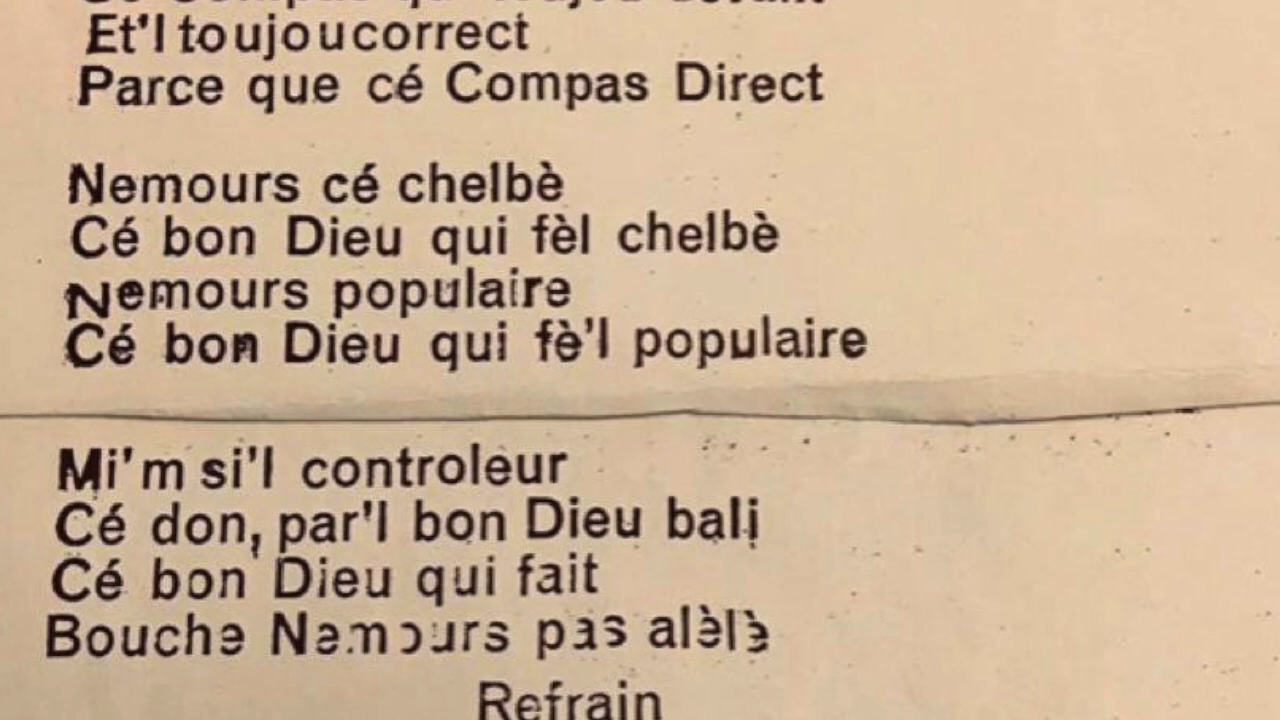 Et'l toujoucorrect
Parce que cé Compas Direct
Nemours cé chelbè
Cé bon Dieu qui fèl chelbè
Nemours populaire
Cé bon Dieu qui fè'l populaire
Mi'm si'l controleur
Cé don, par'l bon Dieu bali
Cé bon Dieu qui fait
Bouche Nemours pas alèlè
Refrain